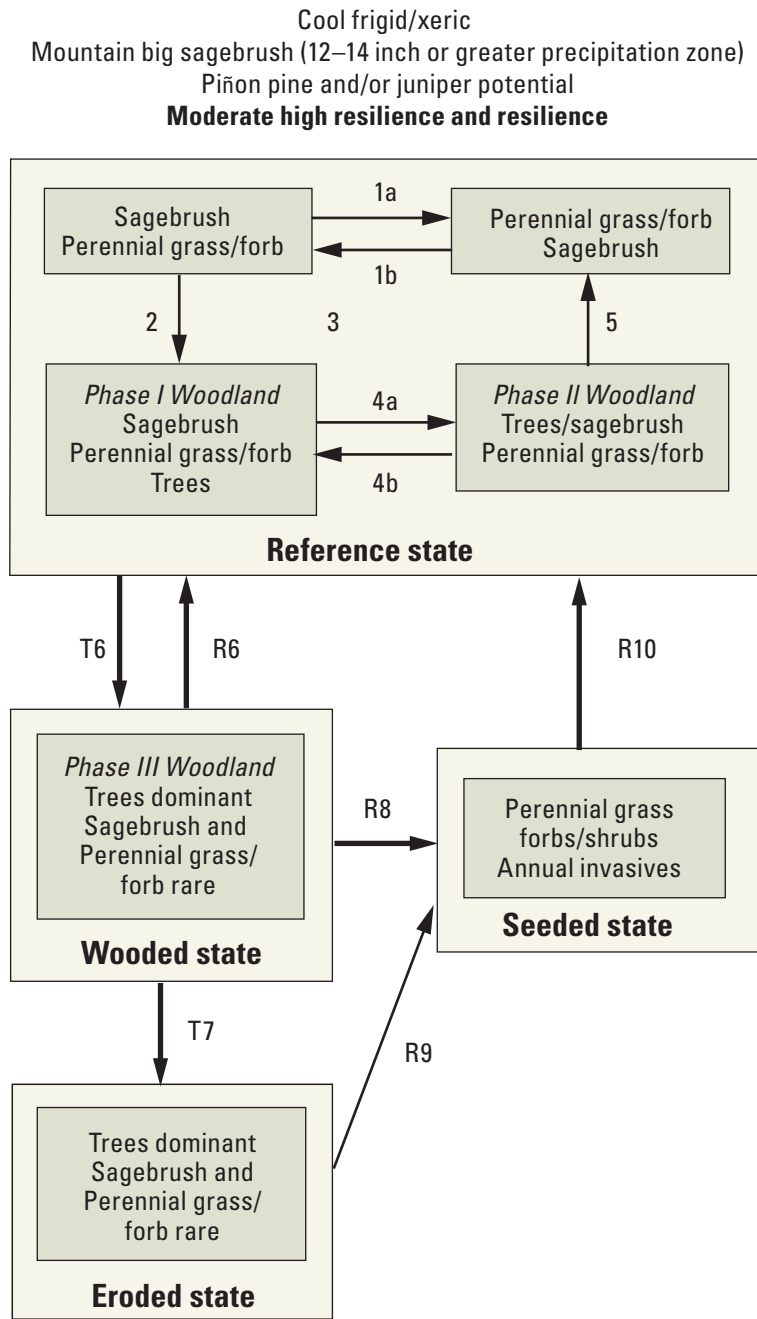 Cool frigid/xeric
Mountain big sagebrush (12–14 inch or greater precipitation zone)
Piñon pine and/or juniper potential
Moderate high resilience and resilience
1a
Sagebrush
Perennial grass/forb
Perennial grass/forb
Sagebrush
1b
2
3
5
Phase I Woodland
Sagebrush
Perennial grass/forb
Trees
4a
4b
Phase II Woodland
Trees/sagebrush
Perennial grass/forb
Reference state
T6
R6
R10
Phase III Woodland
Trees dominant
Sagebrush and
Perennial grass/
forb rare
Wooded state
R8
Perennial grass
forbs/shrubs
Annual invasives
Seeded state
T7
R9
Trees dominant
Sagebrush and
Perennial grass/
forb rare
Eroded state